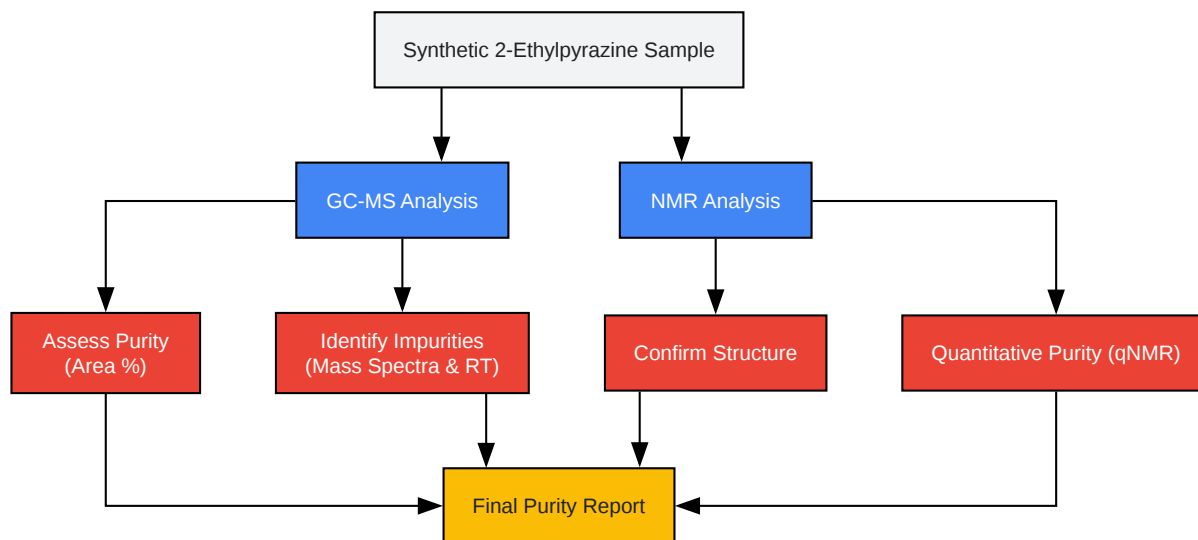 Synthetic 2-Ethylpyrazine Sample
GC-MS Analysis
NMR Analysis
Assess Purity
(Area %)
Identify Impurities
(Mass Spectra & RT)
Confirm Structure
Quantitative Purity (qNMR)
Final Purity Report